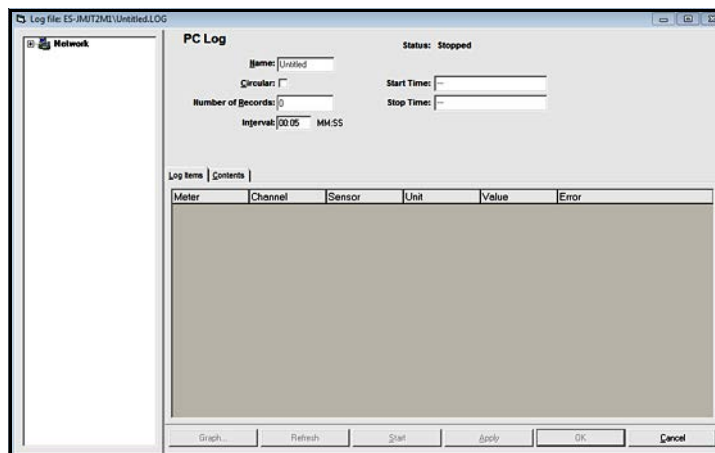 Log file: ES-JMJT2M1\Untitled.LOG
Network
PC Log
Status: Stopped
Name: Untitled
Circular:
Start Time: ---
Number of Records: 0
Stop Time: ---
Interval: 00:05 MM:SS
Log Items Contents
Meter Channel Sensor Unit Value Error
Graph... Refresh Start Apply OK Cancel